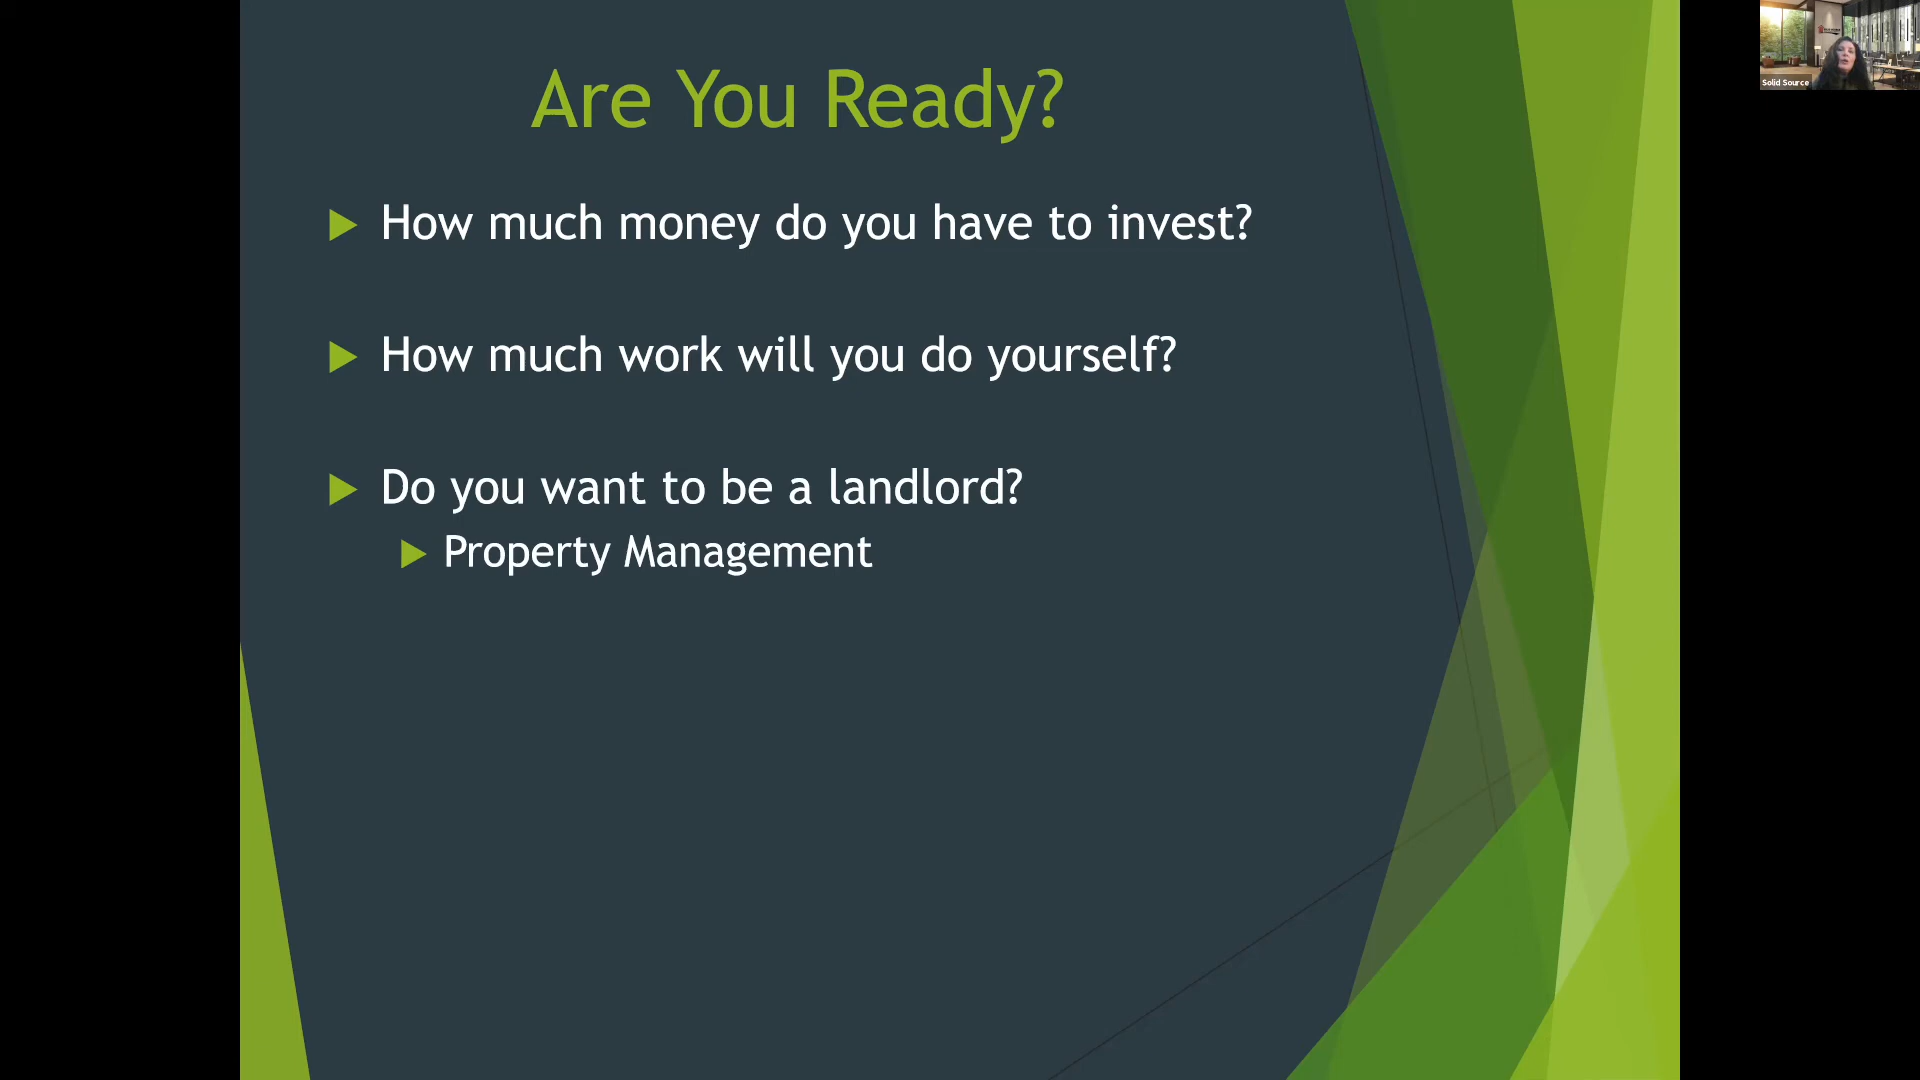 Are You Ready?
How much money do you have to invest?
How much work will you do yourself?
Do you want to be a landlord?
Property Management
Solid Source